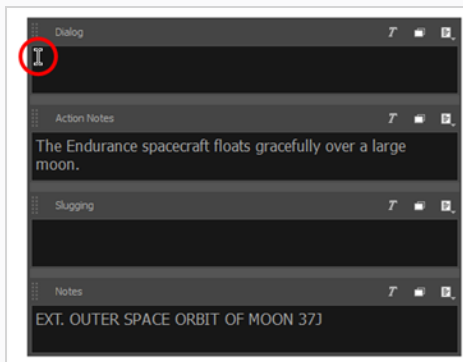 Dialog
Action Notes
The Endurance spacecraft floats gracefully over a large
moon.
Slugging
Notes
EXT. OUTER SPACE ORBIT OF MOON 37J